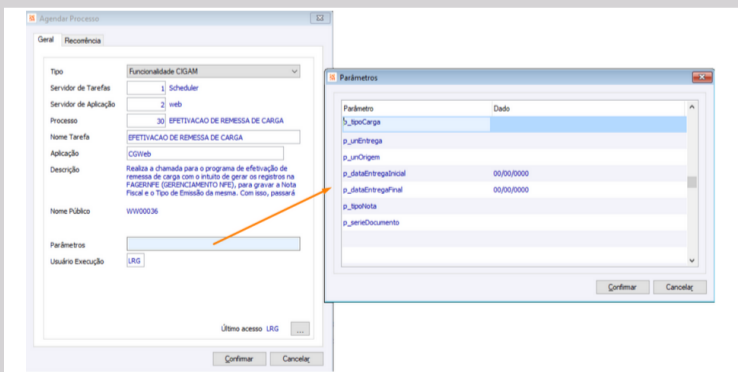 Agendar Processo
Geral Recorrência
Tipo Funcionalidade CIGAM
Servidor de Tarefas 1 Scheduler
Servidor de Aplicação 2 web
Processo 30 EFETIVACAO DE REMESSA DE CARGA
Nome Tarefa EFETIVACAO DE REMESSA DE CARGA
Aplicação CGWeb
Descrição Realiza a chamada para o programa de efetivação de
remessa de carga com o intuito de gerar os registros na
FAGERNFE (GERENCIAMENTO NFE), para gravar a Nota
Fiscal e o Tipo de Emissão da mesma. Com isso, passará
Nome Público WW00036
Parâmetros
Usuário Execução LRG
Último acesso LRG ...
Confirmar Cancelar
Parâmetros
Parâmetro Dado
p_tipoCarga
p_unEntrega
p_unOrigem
p_dataEntregaInicial 00/00/0000
p_dataEntregaFinal 00/00/0000
p_tipoNota
p_serieDocumento
Confirmar Cancelar